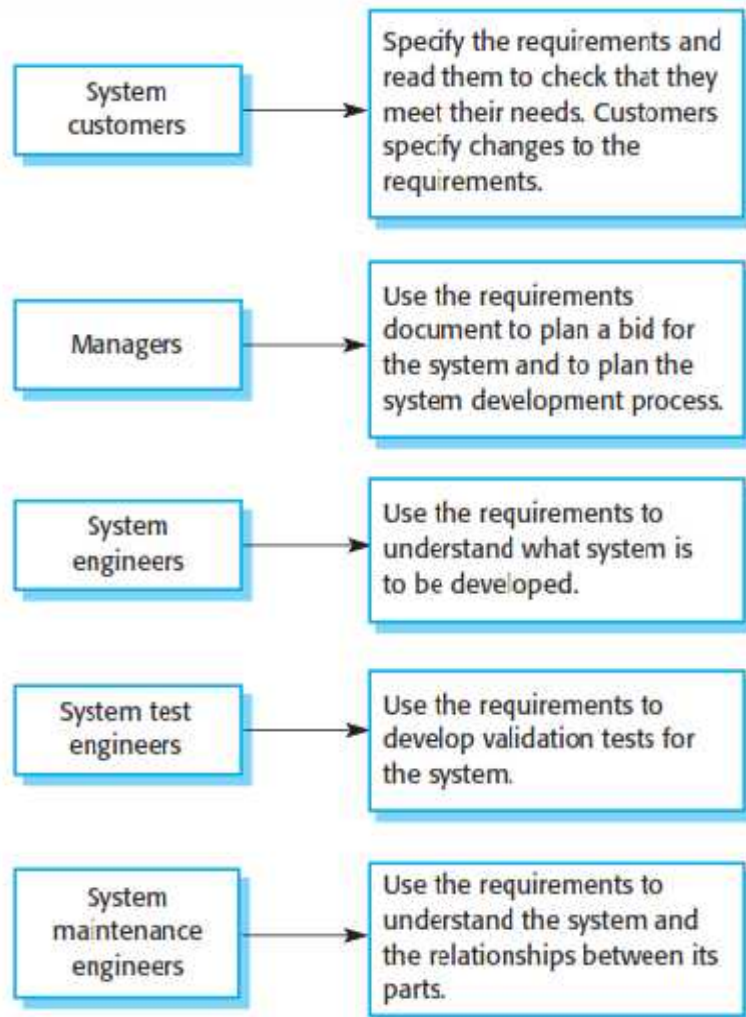 System
customers
Specify the requirements and
read them to check that they
meet their needs. Customers
specify changes to the
requirements.
Managers
Use the requirements
document to plan a bid for
the system and to plan the
system development process.
System
engineers
Use the requirements to
understand what system is
to be developed.
System test
engineers
Use the requirements to
develop validation tests for
the system.
System
maintenance
engineers
Use the requirements to
understand the system and
the relationships between its
parts.